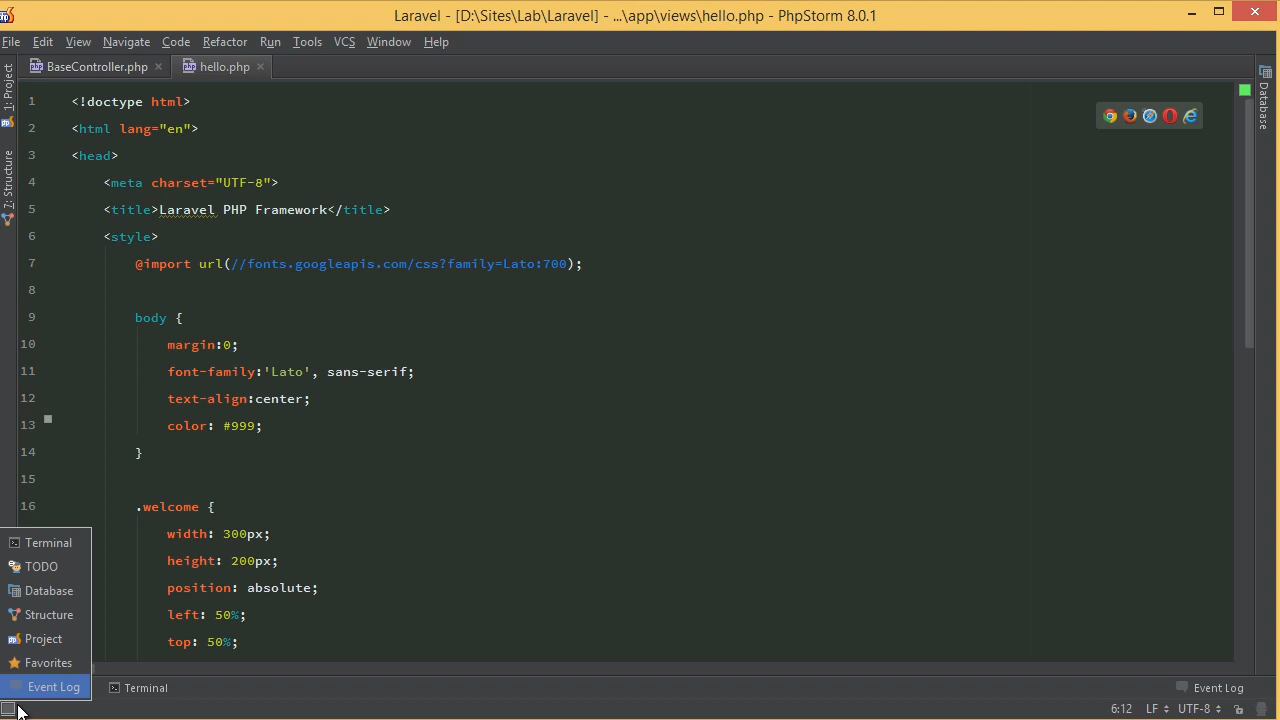 Laravel - [D:\Sites\Lab\Laravel] - ...\app\views\hello.php - PhpStorm 8.0.1
File Edit View Navigate Code Refactor Run Tools VCS Window Help
BaseController.php hello.php
1: Project
7: Structure
Database
1 <!doctype html>
2 <html lang="en">
3 <head>
4 <meta charset="UTF-8">
5 <title>Laravel PHP Framework</title>
6 <style>
7 @import url(//fonts.googleapis.com/css?family=Lato:700);
8
9 body {
10 margin:0;
11 font-family:'Lato', sans-serif;
12 text-align:center;
13 color: #999;
14 }
15
16 .welcome {
width: 300px;
height: 200px;
position: absolute;
left: 50%;
top: 50%;
Terminal
TODO
Database
Structure
Project
Favorites
Event Log
Terminal Event Log
6:12 LF UTF-8